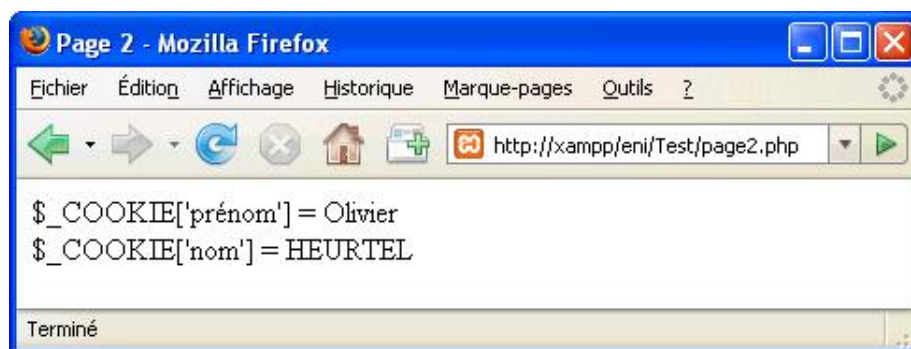 Page 2 - Mozilla Firefox
Fichier Édition Affichage Historique Marque-pages Outils ?
http://xampp/eni/Test/page2.php
$_COOKIE['prénom'] = Olivier
$_COOKIE['nom'] = HEURTEL
Terminé